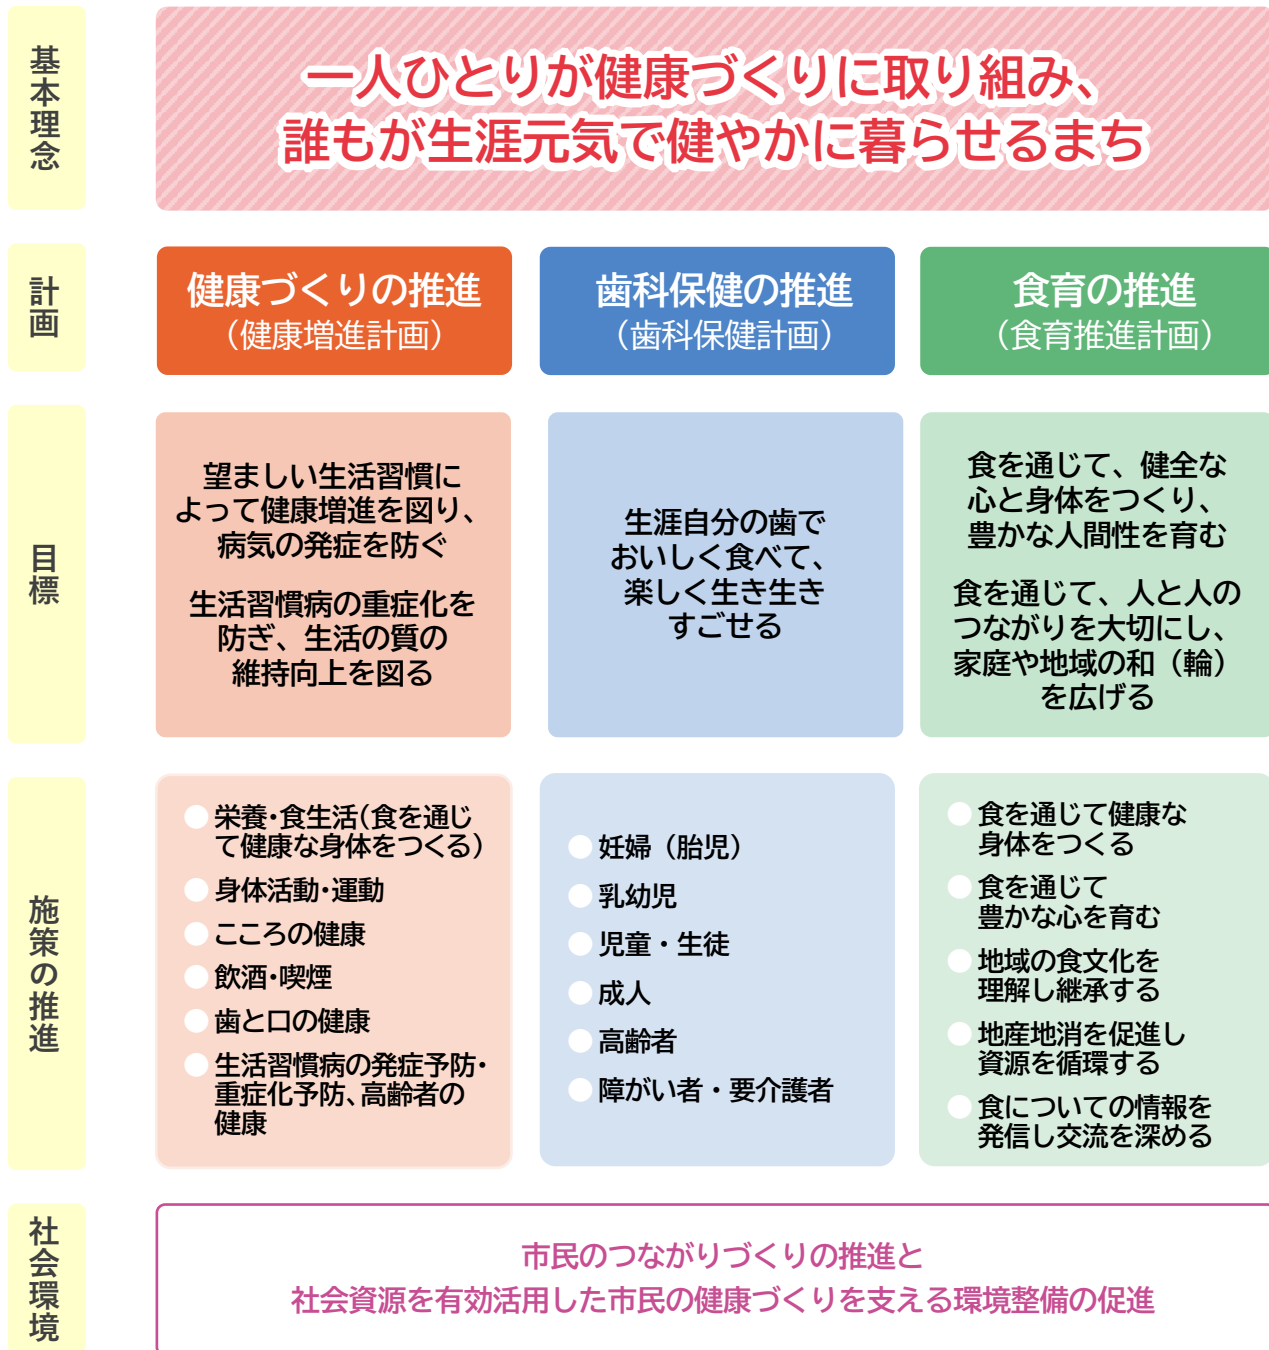 基本理念
一人ひとりが健康づくりに取り組み、
誰もが生涯元気で健やかに暮らせるまち
計画
健康づくりの推進
（健康増進計画）
歯科保健の推進
（歯科保健計画）
食育の推進
（食育推進計画）
目標
望ましい生活習慣に
よって健康増進を図り、
病気の発症を防ぐ
生活習慣病の重症化を
防ぎ、生活の質の
維持向上を図る
生涯自分の歯で
おいしく食べて、
楽しく生き生き
すごせる
食を通じて、健全な
心と身体をつくり、
豊かな人間性を育む
食を通じて、人と人の
つながりを大切にし、
家庭や地域の和（輪）
を広げる
施策の推進
栄養・食生活（食を通じ
て健康な身体をつくる）
身体活動・運動
こころの健康
飲酒・喫煙
歯と口の健康
生活習慣病の発症予防・
重症化予防、高齢者の
健康
妊婦（胎児）
乳幼児
児童・生徒
成人
高齢者
障がい者・要介護者
食を通じて健康な
身体をつくる
食を通じて
豊かな心を育む
地域の食文化を
理解し継承する
地産地消を促進し
資源を循環する
食についての情報を
発信し交流を深める
社会環境
市民のつながりづくりの推進と
社会資源を有効活用した市民の健康づくりを支える環境整備の促進